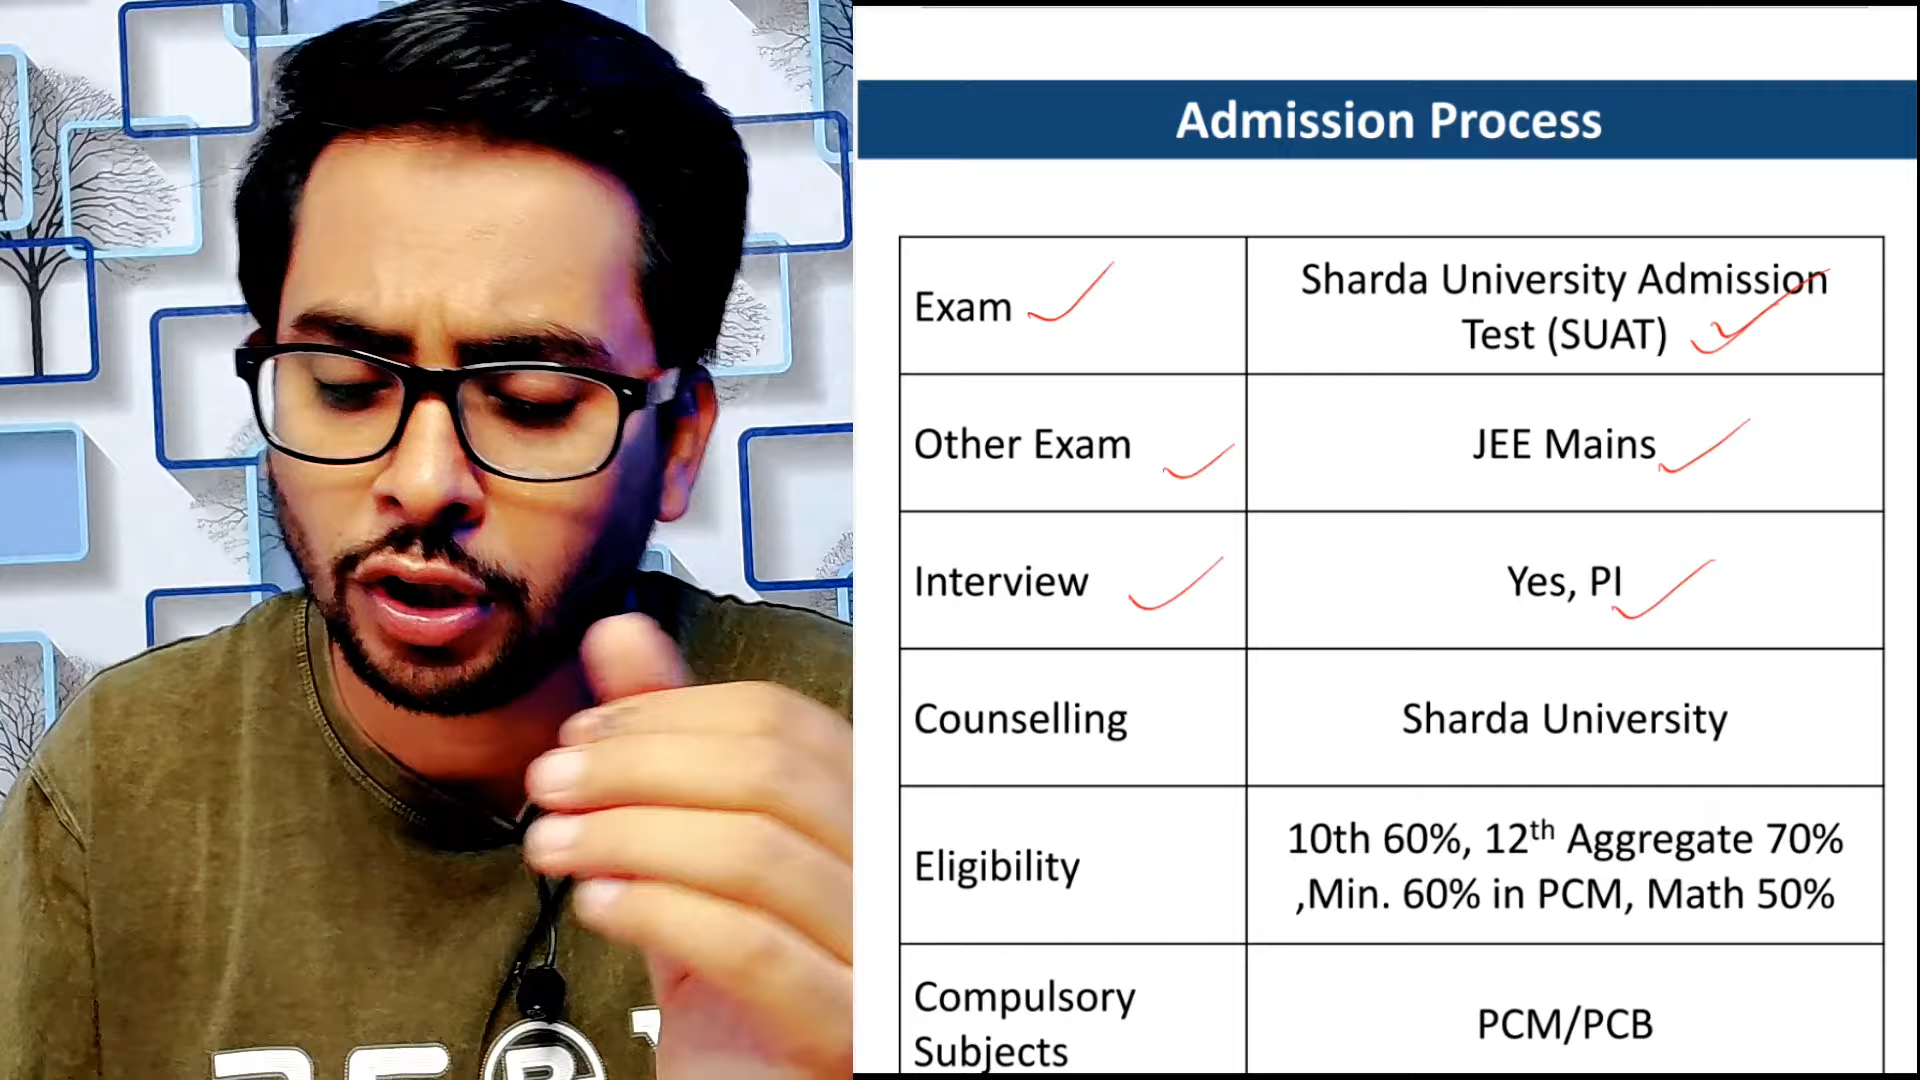 Admission Process
Exam
Sharda University Admission
Test (SUAT)
Other Exam
JEE Mains
Interview
Yes, PI
Counselling
Sharda University
Eligibility
10th 60%, 12th Aggregate 70%
,Min. 60% in PCM, Math 50%
Compulsory
Subjects
PCM/PCB